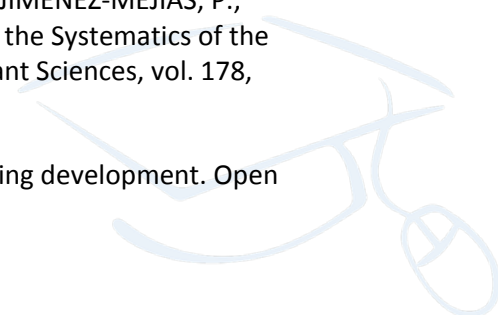 JIMÉNEZ-MEJÍAS, P.,
the Systematics of the
ant Sciences, vol. 178,
ing development. Open